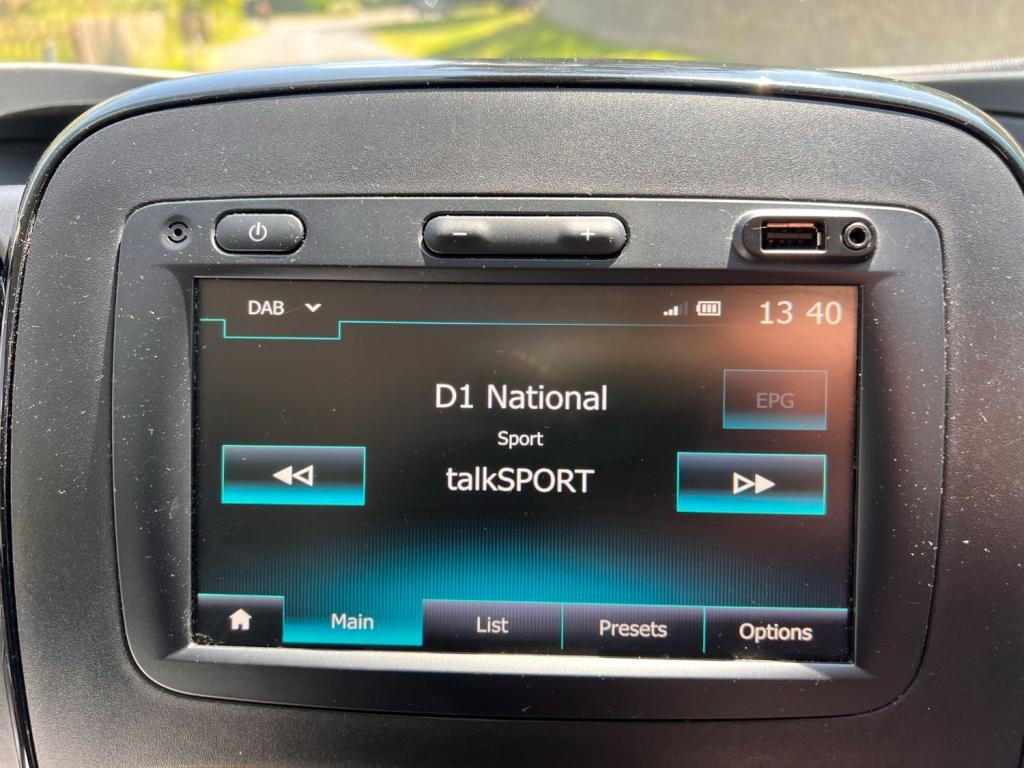 DAB
13 40
D1 National
EPG
Sport
talkSPORT
Main
List
Presets
Options